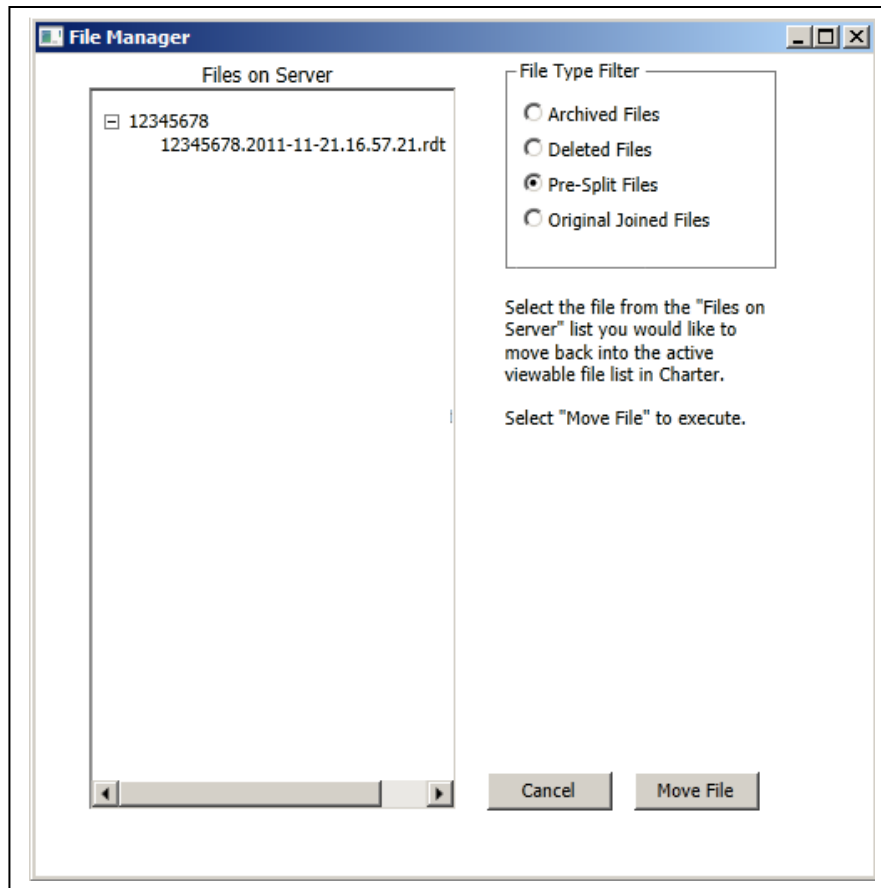 File Manager
Files on Server
12345678
12345678.2011-11-21.16.57.21.rdt
File Type Filter
Archived Files
Deleted Files
Pre-Split Files
Original Joined Files
Select the file from the "Files on
Server" list you would like to
move back into the active
viewable file list in Charter.
Select "Move File" to execute.
Cancel
Move File